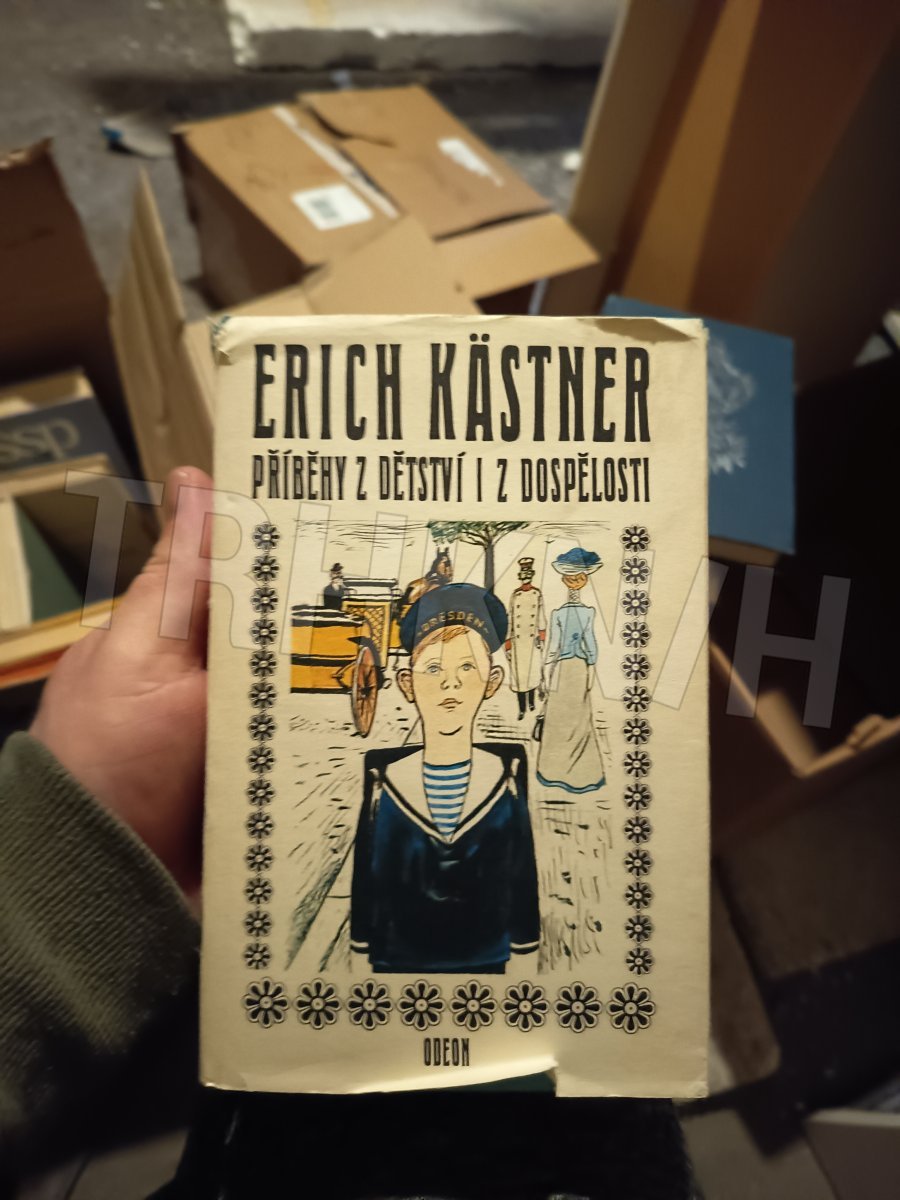 ERICH KÄSTNER
PŘÍBĚHY Z DĚTSTVÍ I Z DOSPĚLOSTI
DRESDEN
ODEON